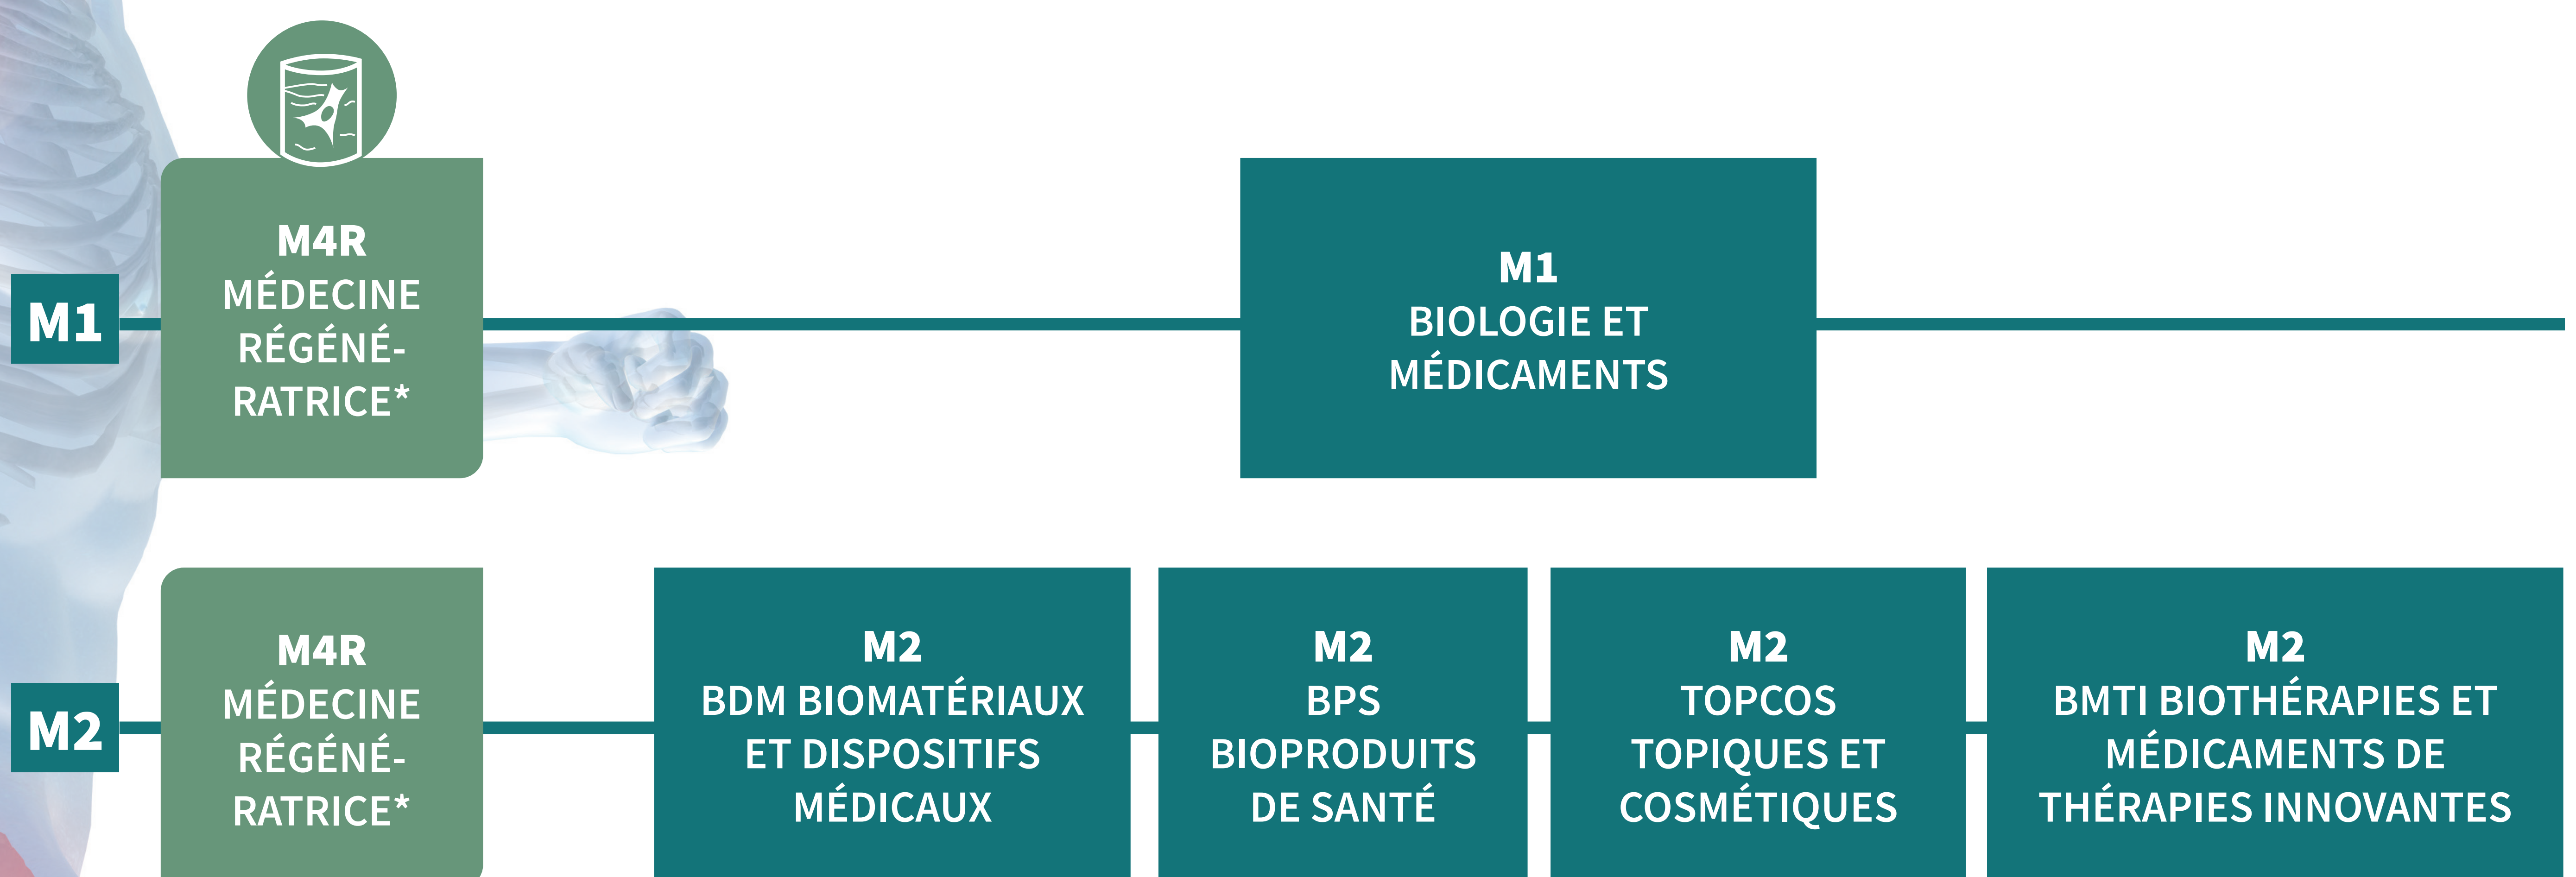 M1
M4R
MÉDECINE
RÉGÉNÉ-
RATRICE*
M1
BIOLOGIE ET
MÉDICAMENTS
M2
M4R
MÉDECINE
RÉGÉNÉ-
RATRICE*
M2
BDM BIOMATÉRIAUX
ET DISPOSITIFS
MÉDICAUX
M2
BPS
BIOPRODUITS
DE SANTÉ
M2
TOPCOS
TOPIQUES ET
COSMÉTIQUES
M2
BMTI BIOTHÉRAPIES ET
MÉDICAMENTS DE
THÉRAPIES INNOVANTES